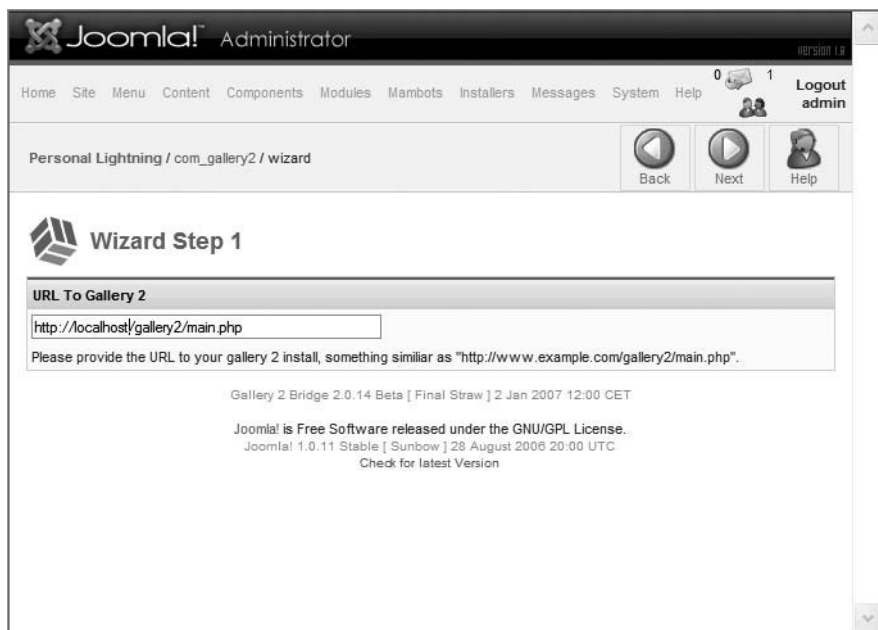 Joomla!™ Administrator
version 1.0
Home Site Menu Content Components Modules Mambots Installers Messages System Help 0 1 Logout admin
Personal Lightning / com_gallery2 / wizard
Back Next Help
Wizard Step 1
URL To Gallery 2
http://localhost/gallery2/main.php
Please provide the URL to your gallery 2 install, something similiar as "http://www.example.com/gallery2/main.php".
Gallery 2 Bridge 2.0.14 Beta [ Final Straw ] 2 Jan 2007 12:00 CET
Joomla! is Free Software released under the GNU/GPL License.
Joomla! 1.0.11 Stable [ Sunbow ] 28 August 2006 20:00 UTC
Check for latest Version